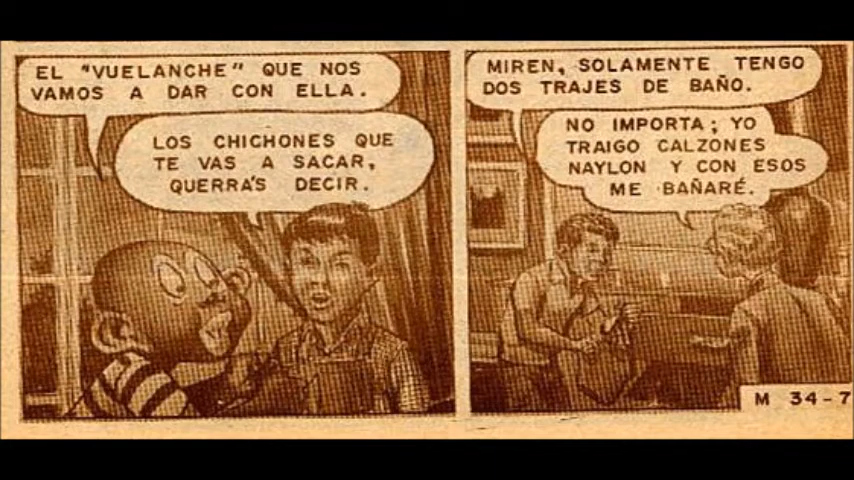 EL "VUELANCHE" QUE NOS
VAMOS A DAR CON ELLA.
LOS CHICHONES QUE
TE VAS A SACAR,
QUERRA'S DECIR.
MIREN, SOLAMENTE TENGO
DOS TRAJES DE BAÑO.
NO IMPORTA; YO
TRAIGO CALZONES
NAYLON Y CON ESOS
ME BAÑARÉ.
M 34-7